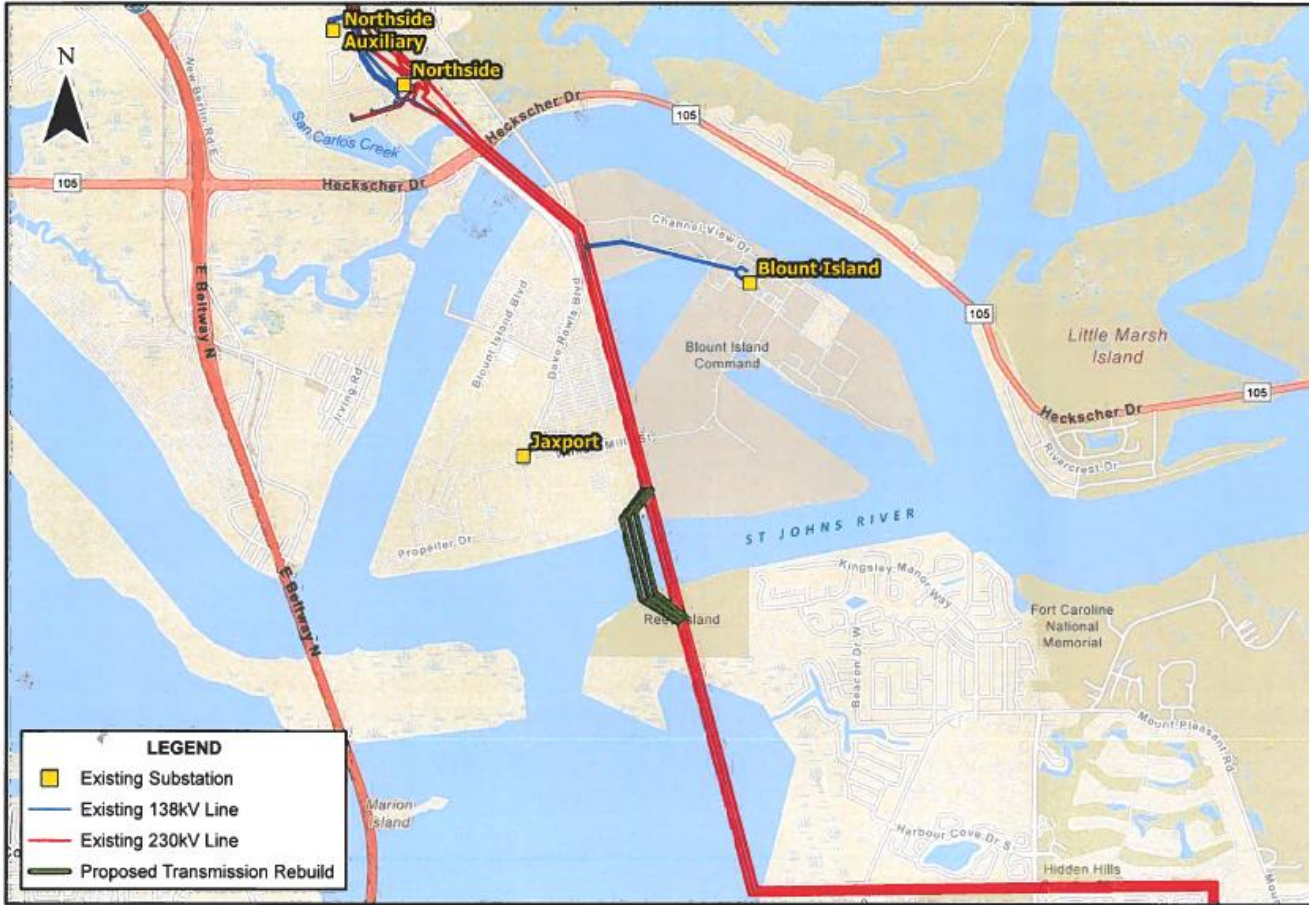 Northside
Auxiliary
Northside
N
New Berlin Rd E
San Carlos Creek
Heckscher Dr
105
105
Heckscher Dr
Channel View Dr
Blount Island
E Beltway N
Blount Island Blvd
Dave Rawls Blvd
Irving Rd
Blount Island
Command
105
Little Marsh
Island
105
Heckscher Dr
Rivercrest Dr
Jaxport
Mill St
Propeller Dr
ST JOHNS RIVER
Kingsley Manor Way
E Beltway N
Island
Beacon Dr W
Fort Caroline
National
Memorial
Mount Pleasant Rd
LEGEND
Existing Substation
Existing 138kV Line
Existing 230kV Line
Proposed Transmission Rebuild
Marion
Island
Harbour Cove Dr S
Hidden Hills